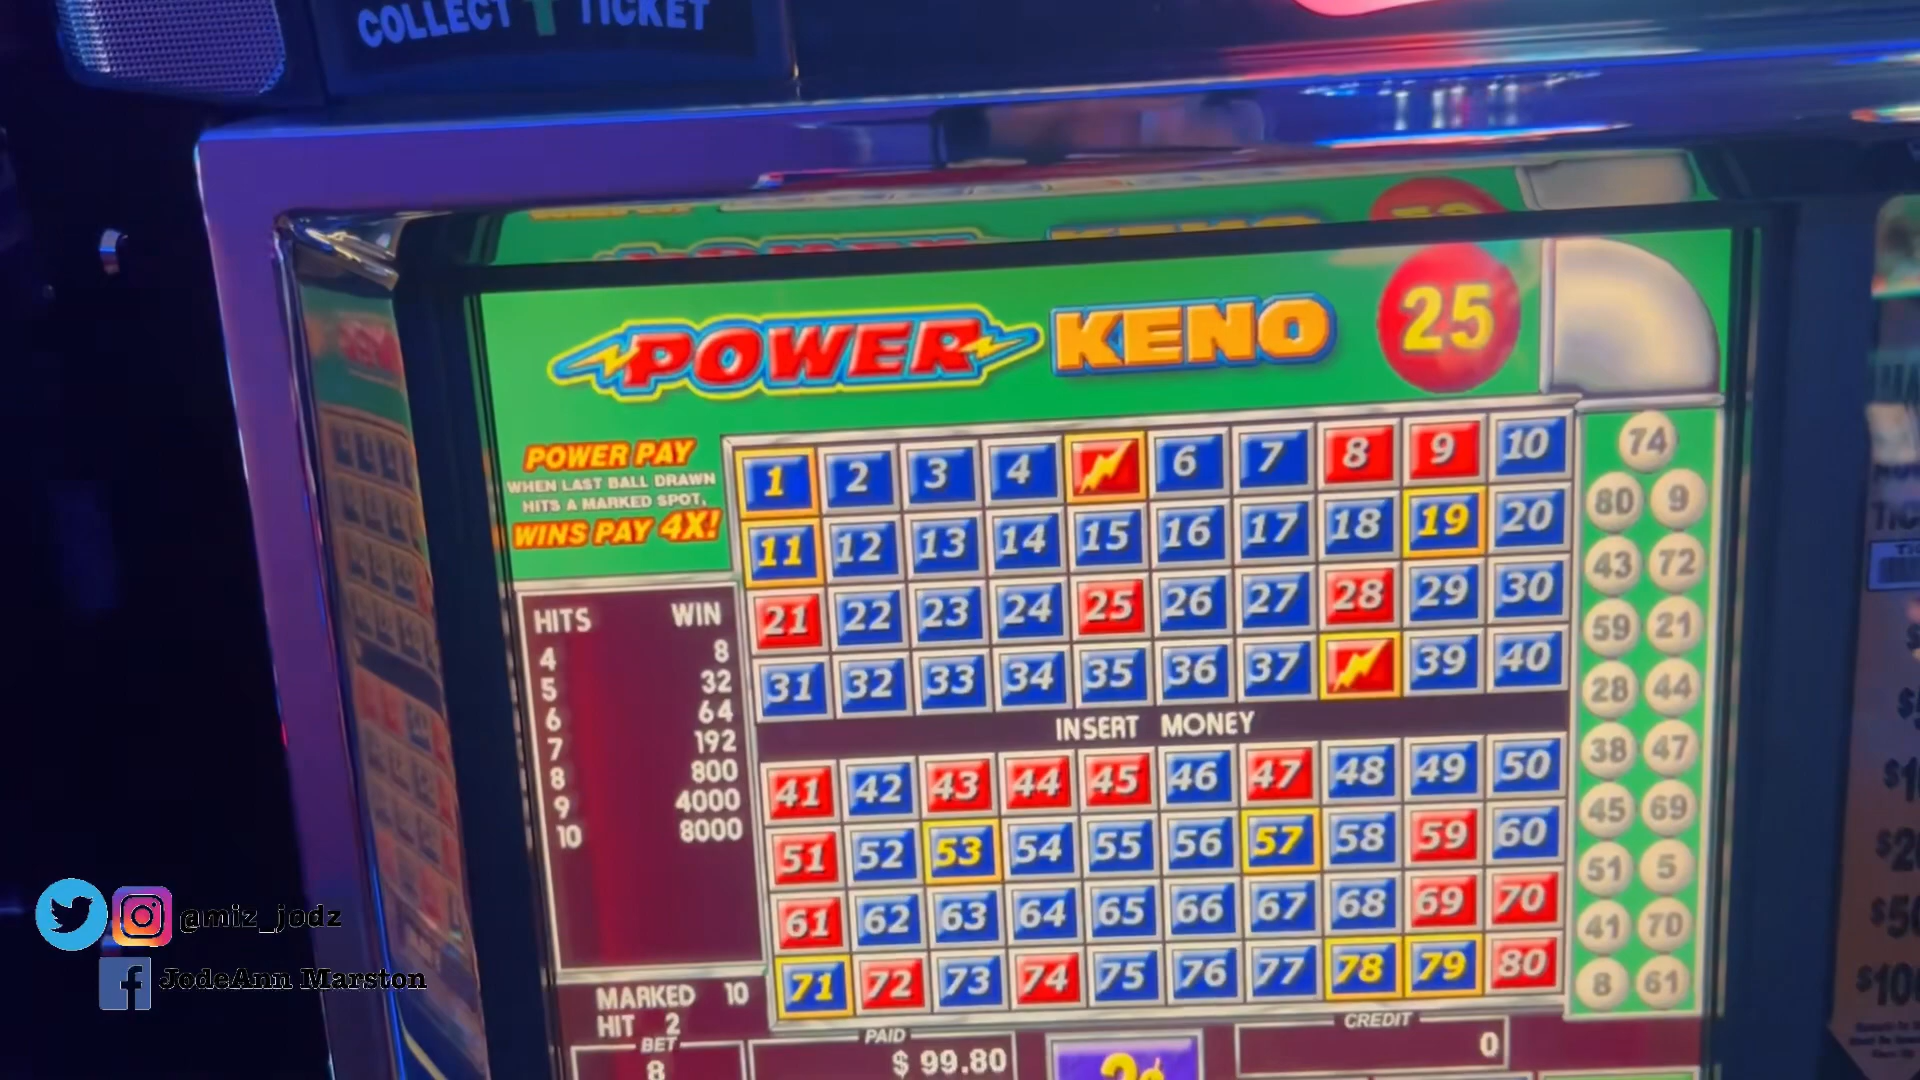 COLLECT TICKET
POWER KENO 25
POWER PAY
WHEN LAST BALL DRAWN
HITS A MARKED SPOT,
WINS PAY 4X!
HITS WIN
4 8
5 32
6 64
7 192
8 800
9 4000
10 8000
1 2 3 4 6 7 8 9 10
11 12 13 14 15 16 17 18 19 20
21 22 23 24 25 26 27 28 29 30
31 32 33 34 35 36 37 39 40
INSERT MONEY
41 42 43 44 45 46 47 48 49 50
51 52 53 54 55 56 57 58 59 60
61 62 63 64 65 66 67 68 69 70
71 72 73 74 75 76 77 78 79 80
74
80 9
43 72
59 21
28 44
38 47
45 69
51 5
41 70
8 61
MARKED 10
HIT 2
BET
8
PAID
$ 99.80
2¢
CREDIT
0
@miz_jodz
JodeAnn Marston